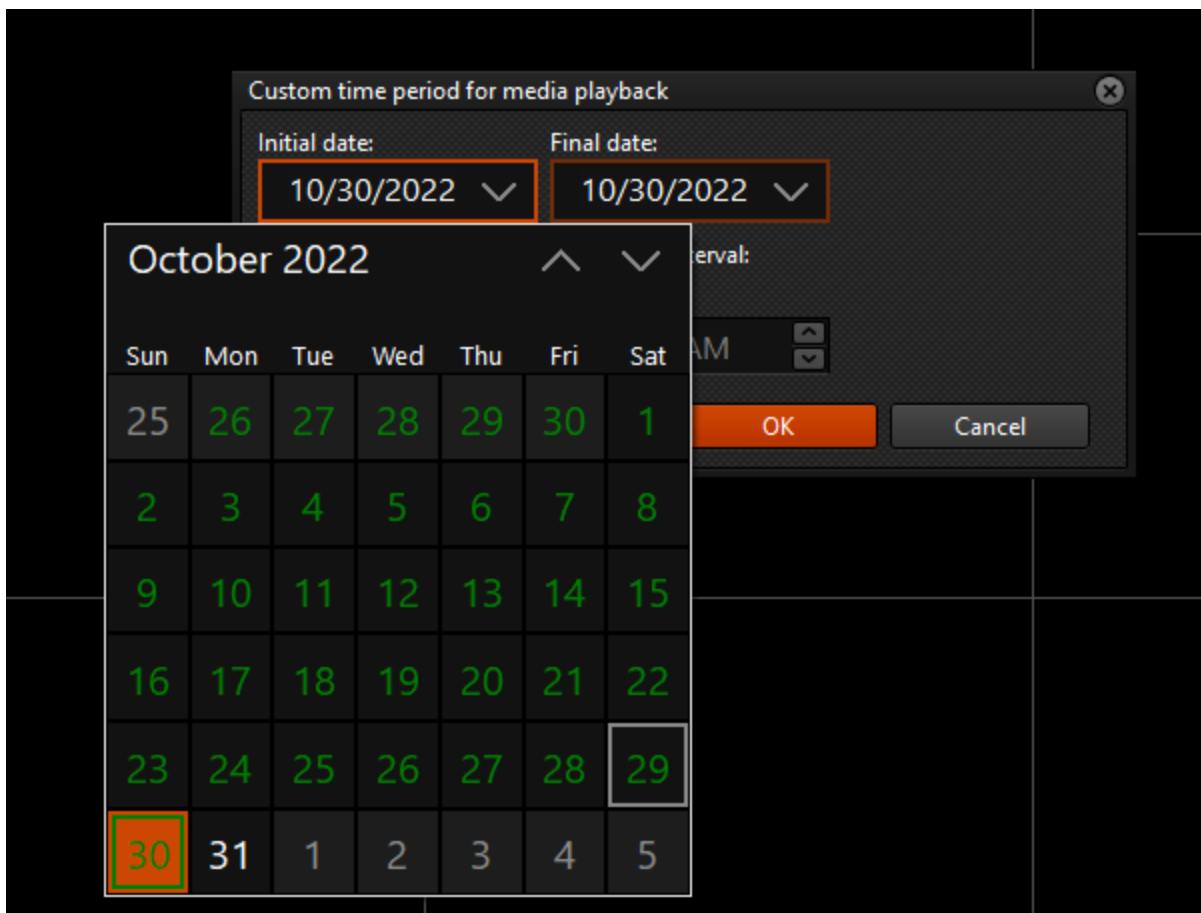 Custom time period for media playback
Initial date: Final date:
10/30/2022 10/30/2022
October 2022
erval:
Sun Mon Tue Wed Thu Fri Sat
AM
25 26 27 28 29 30 1
OK Cancel
2 3 4 5 6 7 8
9 10 11 12 13 14 15
16 17 18 19 20 21 22
23 24 25 26 27 28 29
30 31 1 2 3 4 5